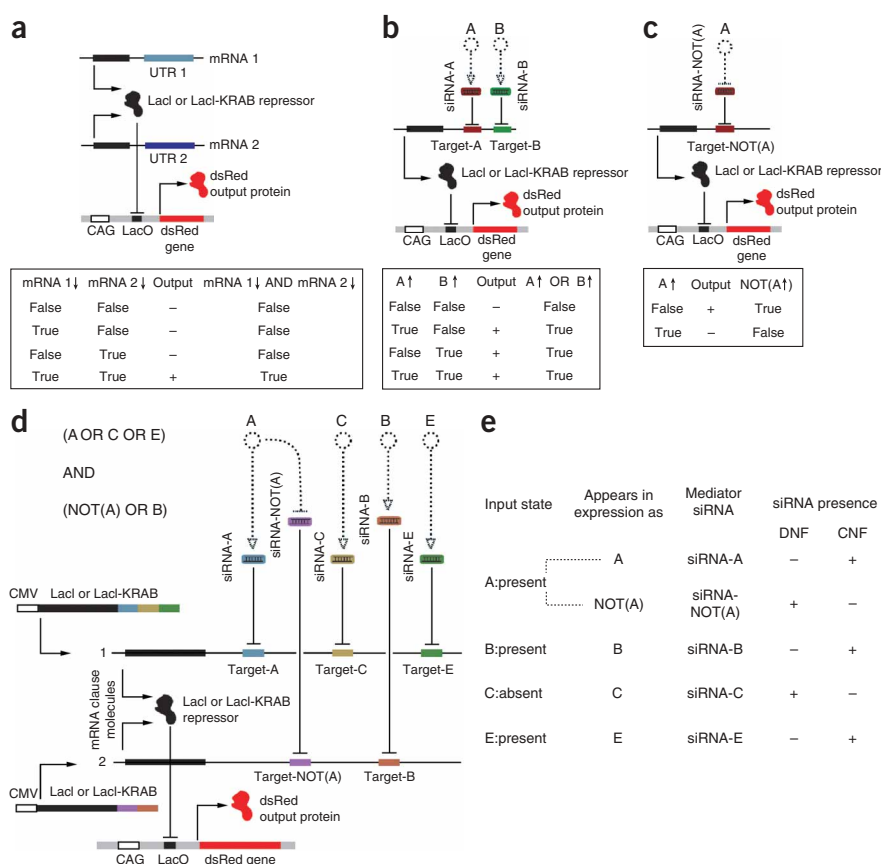 a
mRNA 1
UTR 1
LacI or LacI-KRAB repressor
mRNA 2
UTR 2
dsRed
output protein
CAG LacO dsRed
gene
mRNA 1↓ mRNA 2↓ Output mRNA 1↓ AND mRNA 2↓
False False – False
True False – False
False True – False
True True + True
b
A B
siRNA-A
siRNA-B
Target-A Target-B
LacI or LacI-KRAB repressor
dsRed
output protein
CAG LacO dsRed
gene
A↑ B↑ Output A↑ OR B↑
False False – False
True False + True
False True + True
True True + True
c
A
siRNA-NOT(A)
Target-NOT(A)
LacI or LacI-KRAB repressor
dsRed
output protein
CAG LacO dsRed
gene
A↑ Output NOT(A↑)
False + True
True – False
d
(A OR C OR E)
AND
(NOT(A) OR B)
A C B E
siRNA-A
siRNA-NOT(A)
siRNA-C
siRNA-B
siRNA-E
CMV LacI or LacI-KRAB
1
Target-A Target-C Target-E
mRNA clause
molecules
LacI or LacI-KRAB
repressor
2
Target-NOT(A) Target-B
CMV LacI or LacI-KRAB
dsRed
output protein
CAG LacO dsRed gene
e
Input state Appears in expression as Mediator siRNA siRNA presence
DNF CNF
A:present
A siRNA-A – +
NOT(A) siRNA-NOT(A) + –
B:present B siRNA-B – +
C:absent C siRNA-C + –
E:present E siRNA-E – +